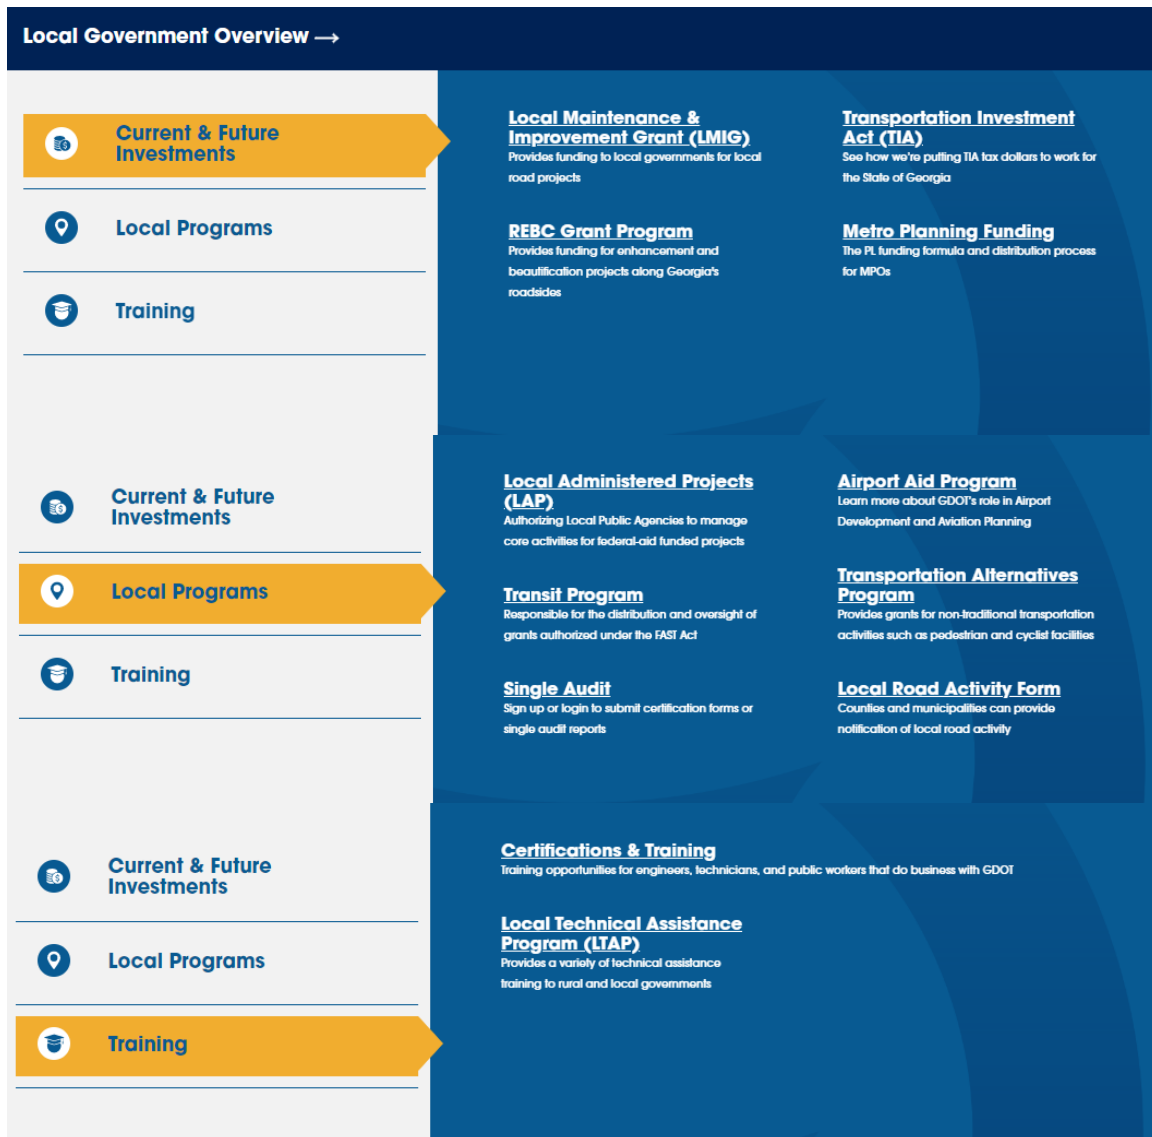 Local Government Overview →
Current & Future
Investments
Local Programs
Training
Local Maintenance &
Improvement Grant (LMIG)
Provides funding to local governments for local
road projects
Transportation Investment
Act (TIA)
See how we're putting TIA tax dollars to work for
the State of Georgia
REBC Grant Program
Provides funding for enhancement and
beautification projects along Georgia's
roadsides
Metro Planning Funding
The PL funding formula and distribution process
for MPOs
Current & Future
Investments
Local Programs
Training
Local Administered Projects
(LAP)
Authorizing Local Public Agencies to manage
core activities for federal-aid funded projects
Airport Aid Program
Learn more about GDOT's role in Airport
Development and Aviation Planning
Transit Program
Responsible for the distribution and oversight of
grants authorized under the FAST Act
Transportation Alternatives
Program
Provides grants for non-traditional transportation
activities such as pedestrian and cyclist facilities
Single Audit
Sign up or login to submit certification forms or
single audit reports
Local Road Activity Form
Counties and municipalities can provide
notification of local road activity
Current & Future
Investments
Local Programs
Training
Certifications & Training
Training opportunities for engineers, technicians, and public workers that do business with GDOT
Local Technical Assistance
Program (LTAP)
Provides a variety of technical assistance
training to rural and local governments